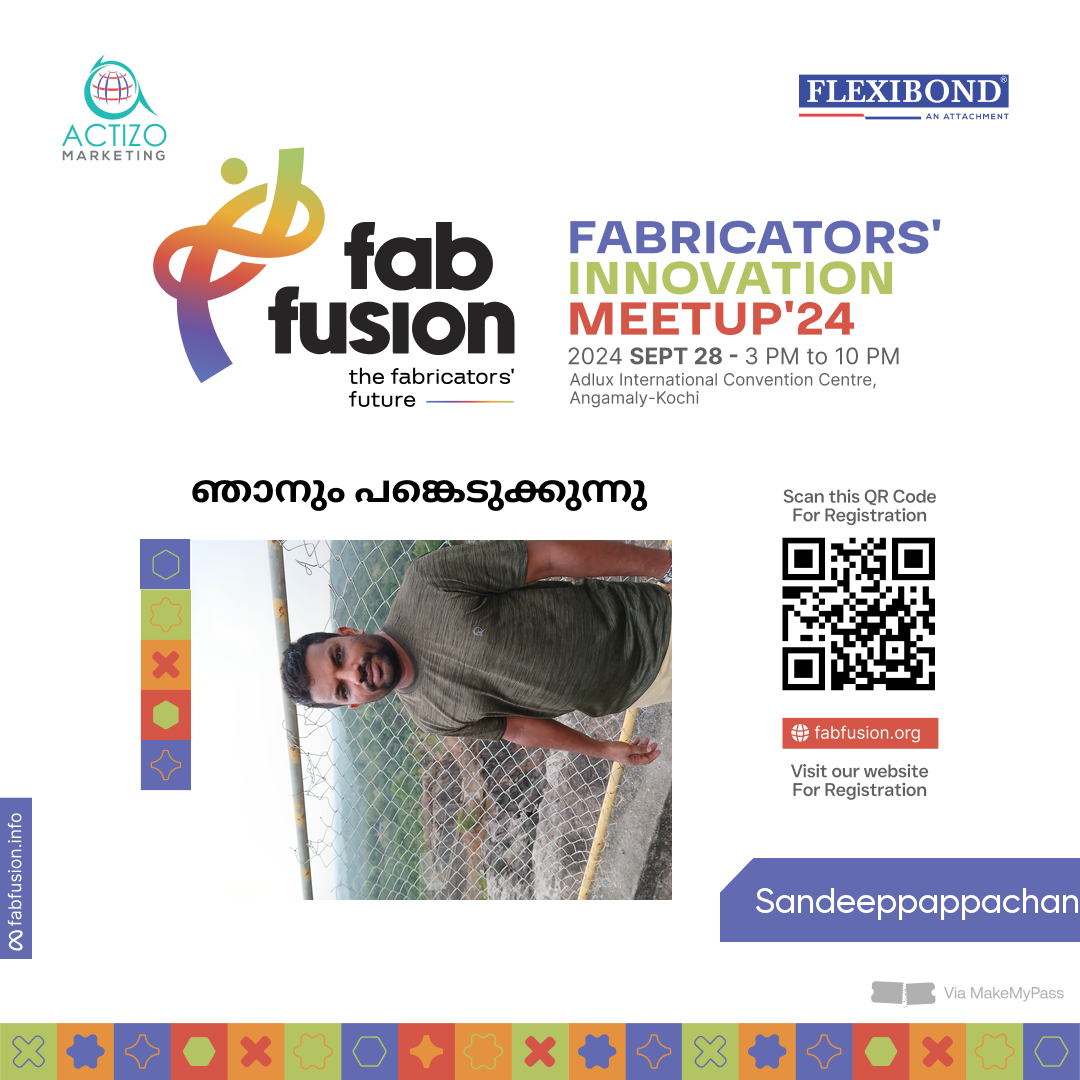 ACTIZO
MARKETING
FLEXIBOND®
AN ATTACHMENT
fab
fusion
the fabricators'
future
FABRICATORS'
INNOVATION
MEETUP'24
2024 SEPT 28 - 3 PM to 10 PM
Adlux International Convention Centre,
Angamaly-Kochi
ഞാനും പങ്കെടുക്കുന്നു
Scan this QR Code
For Registration
fabfusion.org
Visit our website
For Registration
fabfusion.info
Sandeeppappachan
Via MakeMyPass